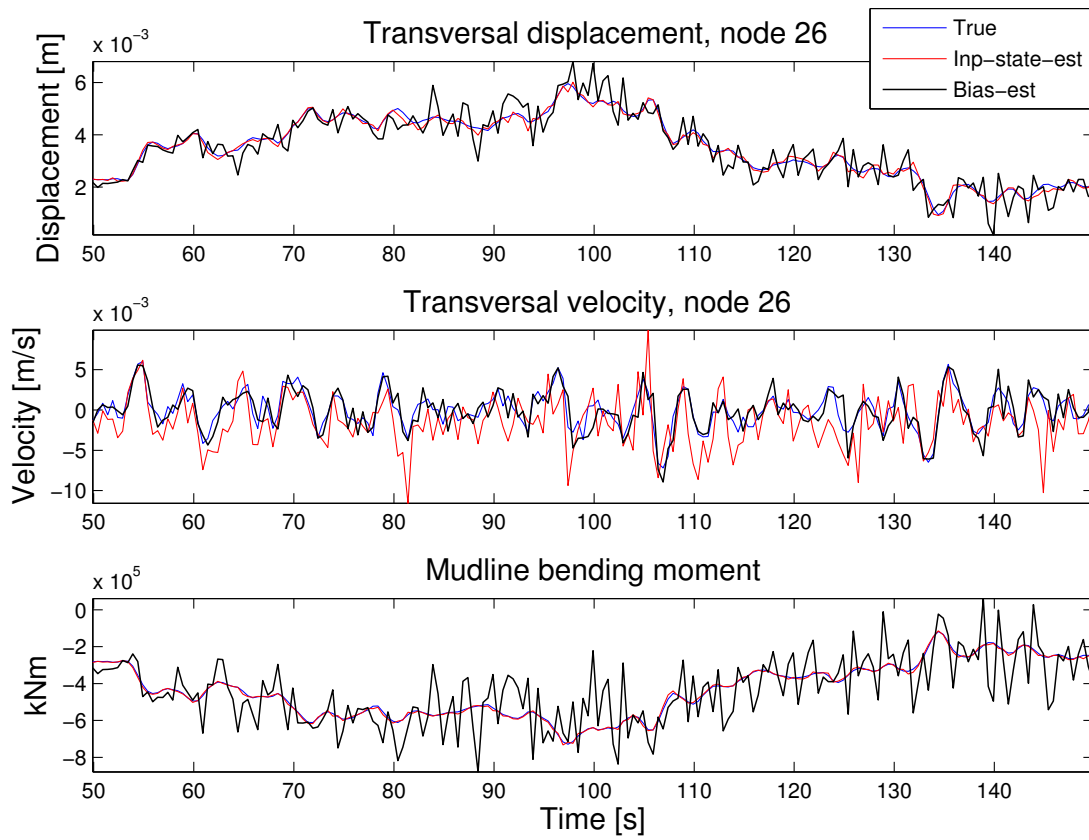 x 10⁻³
Transversal displacement, node 26
True
Inp−state−est
Bias−est
Displacement [m]
6
4
2
50 60 70 80 90 100 110 120 130 140
x 10⁻³
Transversal velocity, node 26
Velocity [m/s]
5
0
−5
−10
50 60 70 80 90 100 110 120 130 140
x 10⁵
Mudline bending moment
kNm
0
−2
−4
−6
−8
50 60 70 80 90 100 110 120 130 140
Time [s]